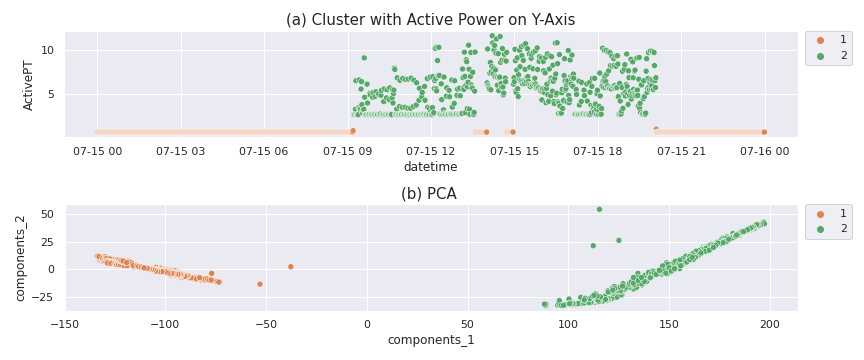 (a) Cluster with Active Power on Y-Axis
10
5
ActivePT
1
2
07-15 00 07-15 03 07-15 06 07-15 09 07-15 12 07-15 15 07-15 18 07-15 21 07-16 00
datetime
(b) PCA
50
25
0
−25
components_2
1
2
−150 −100 −50 0 50 100 150 200
components_1